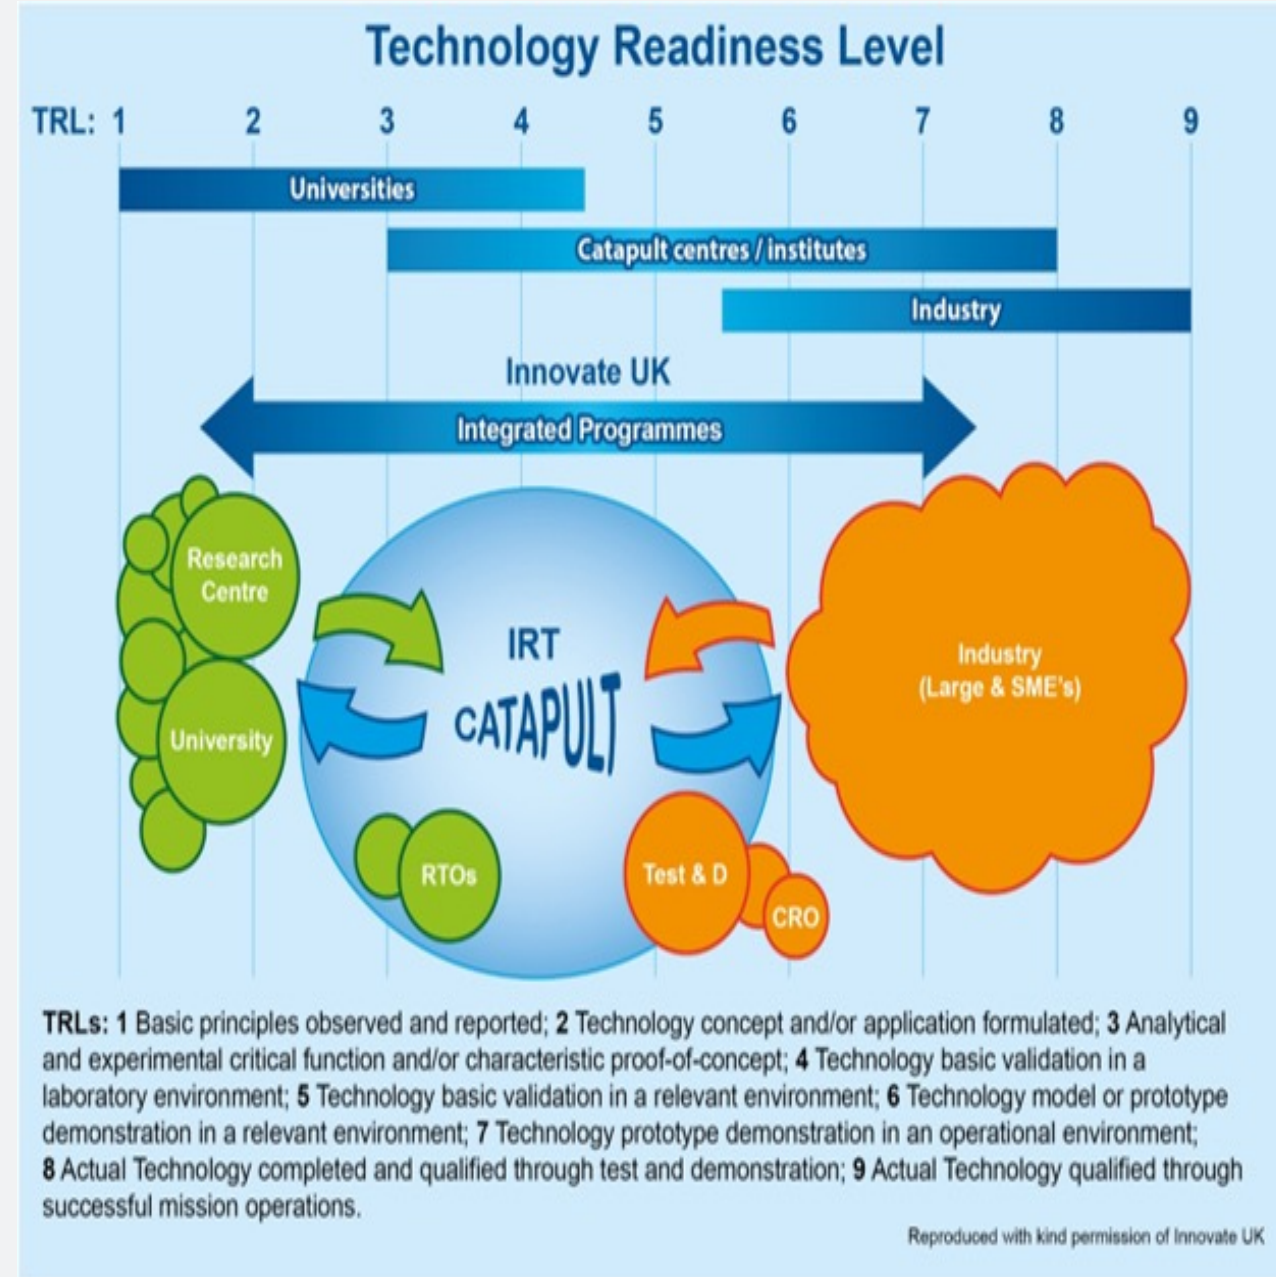 Technology Readiness Level
TRL: 1 2 3 4 5 6 7 8 9
Universities
Catapult centres / institutes
Industry
Innovate UK
Integrated Programmes
Research
Centre
University
IRT
CATAPULT
RTOs
Test & D
CRO
Industry
(Large & SME's)
TRLs: 1 Basic principles observed and reported; 2 Technology concept and/or application formulated; 3 Analytical
and experimental critical function and/or characteristic proof-of-concept; 4 Technology basic validation in a
laboratory environment; 5 Technology basic validation in a relevant environment; 6 Technology model or prototype
demonstration in a relevant environment; 7 Technology prototype demonstration in an operational environment;
8 Actual Technology completed and qualified through test and demonstration; 9 Actual Technology qualified through
successful mission operations.
Reproduced with kind permission of Innovate UK